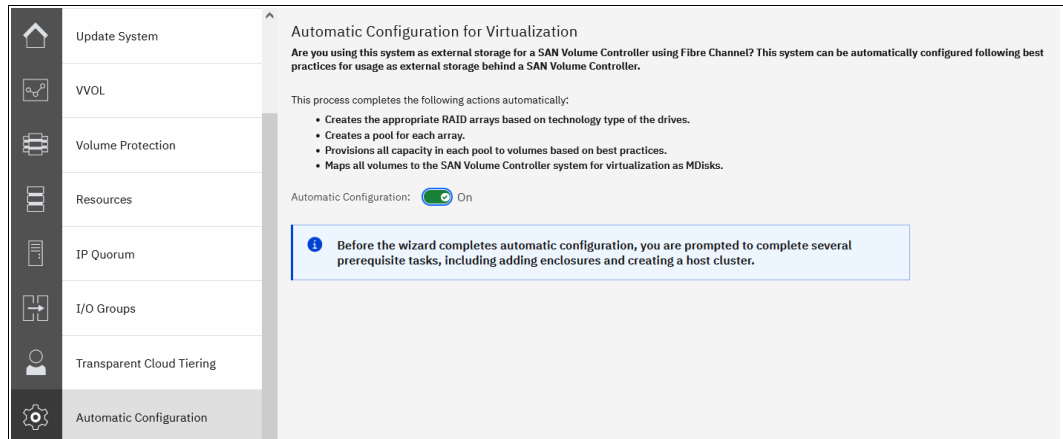 Update System
VVOL
Volume Protection
Resources
IP Quorum
I/O Groups
Transparent Cloud Tiering
Automatic Configuration
Automatic Configuration for Virtualization
Are you using this system as external storage for a SAN Volume Controller using Fibre Channel? This system can be automatically configured following best
practices for usage as external storage behind a SAN Volume Controller.
This process completes the following actions automatically:
• Creates the appropriate RAID arrays based on technology type of the drives.
• Creates a pool for each array.
• Provisions all capacity in each pool to volumes based on best practices.
• Maps all volumes to the SAN Volume Controller system for virtualization as MDisks.
Automatic Configuration: On
Before the wizard completes automatic configuration, you are prompted to complete several
prerequisite tasks, including adding enclosures and creating a host cluster.